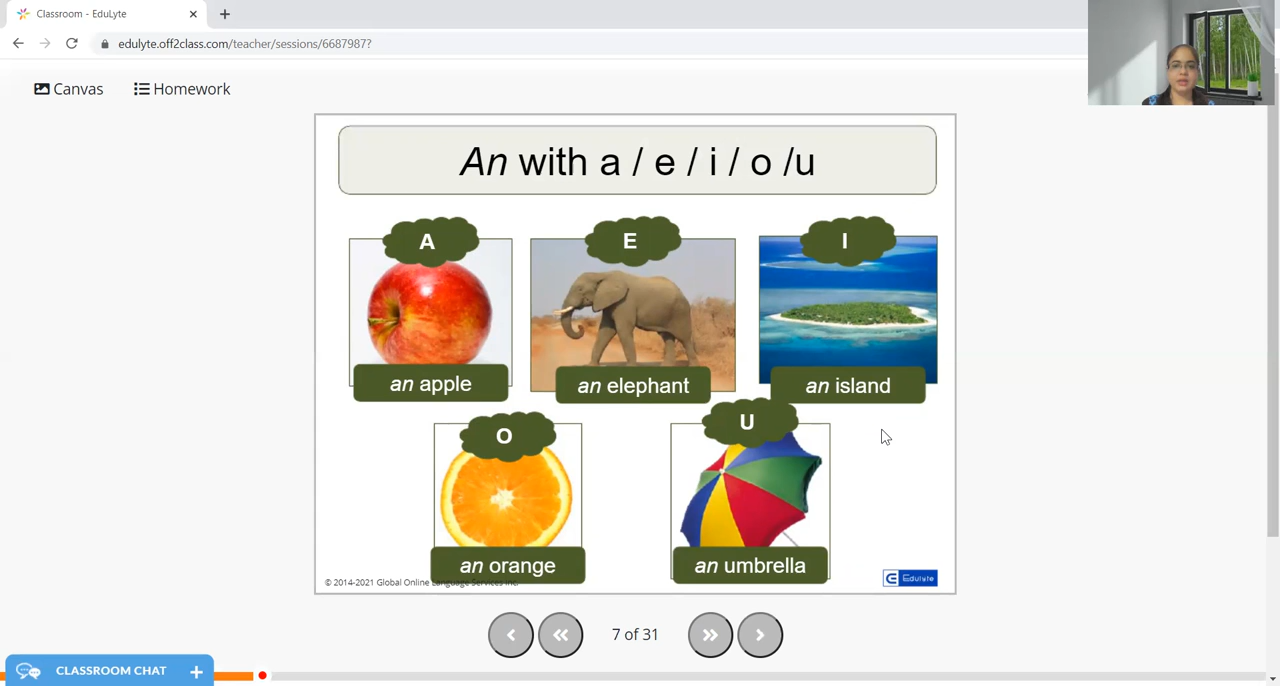 Classroom - EduLyte
edulyte.off2class.com/teacher/sessions/6687987?
Canvas Homework
An with a / e / i / o /u
A E I
an apple an elephant an island
O U
an orange an umbrella
© 2014-2021 Global Online Language Services Inc.
Edulyte
7 of 31
CLASSROOM CHAT +